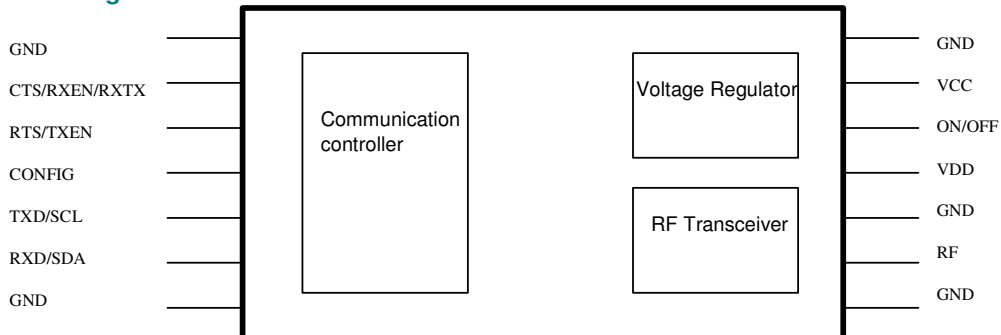 GND
CTS/RXEN/RXTX
RTS/TXEN
CONFIG
TXD/SCL
RXD/SDA
GND
Communication
controller
Voltage Regulator
RF Transceiver
GND
VCC
ON/OFF
VDD
GND
RF
GND